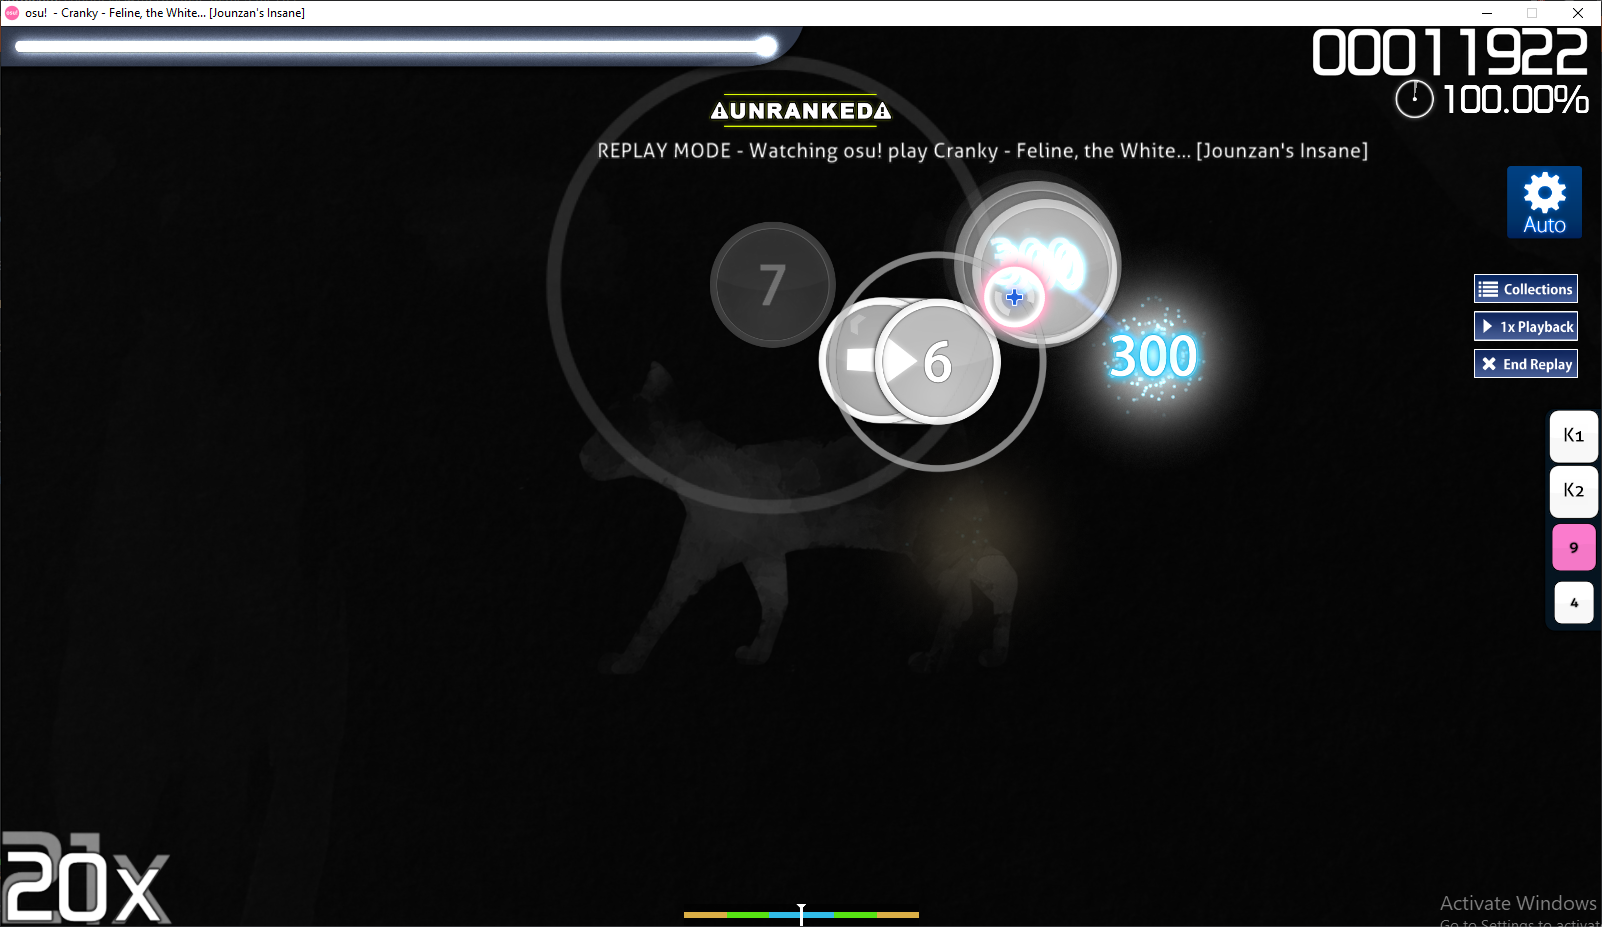 osu! - Cranky - Feline, the White... [Jounzan's Insane]
00011922
100.00%
UNRANKED
REPLAY MODE - Watching osu! play Cranky - Feline, the White... [Jounzan's Insane]
Auto
7
300
Collections
1x Playback
6
300
End Replay
K1
K2
9
4
20x
Activate Windows
Go to Settings to activat